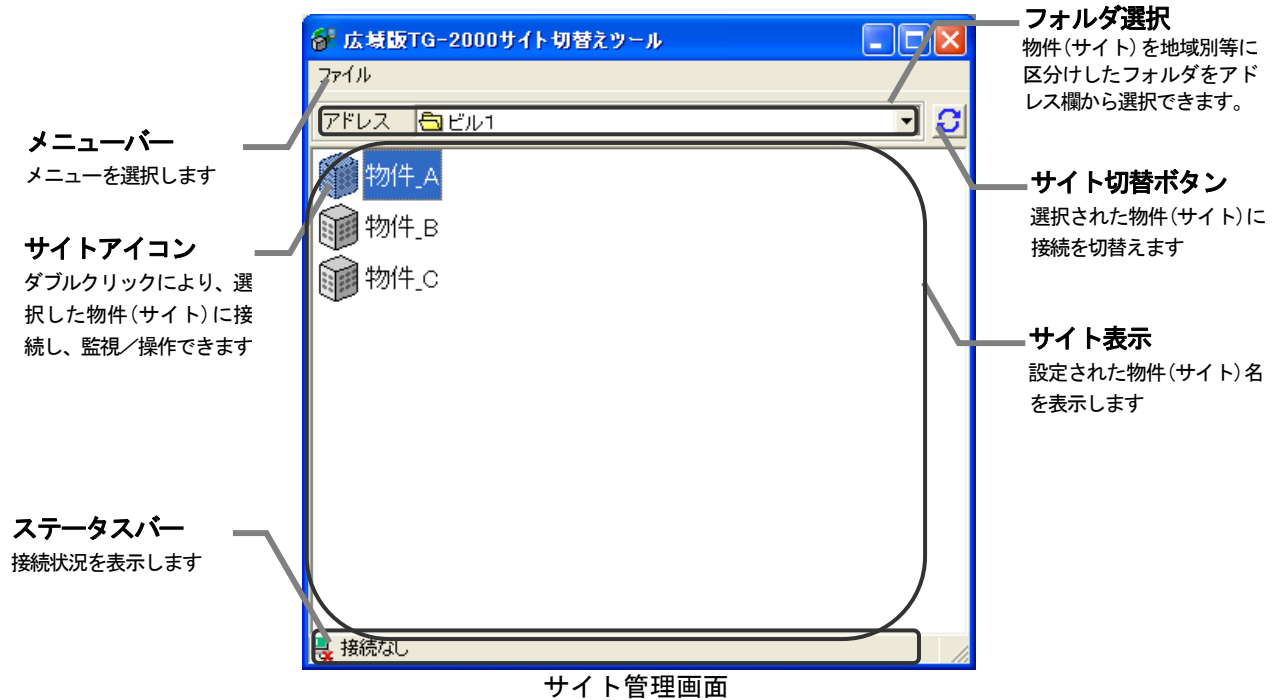 広域版TG-2000サイト切替えツール
ファイル
アドレス ビル1
物件_A
物件_B
物件_C
接続なし
メニューバー
メニューを選択します
サイトアイコン
ダブルクリックにより、選
択した物件(サイト)に接
続し、監視／操作できます
ステータスバー
接続状況を表示します
フォルダ選択
物件(サイト)を地域別等に
区分けしたフォルダをアド
レス欄から選択できます。
サイト切替ボタン
選択された物件(サイト)に
接続を切替えます
サイト表示
設定された物件(サイト)名
を表示します
サイト管理画面